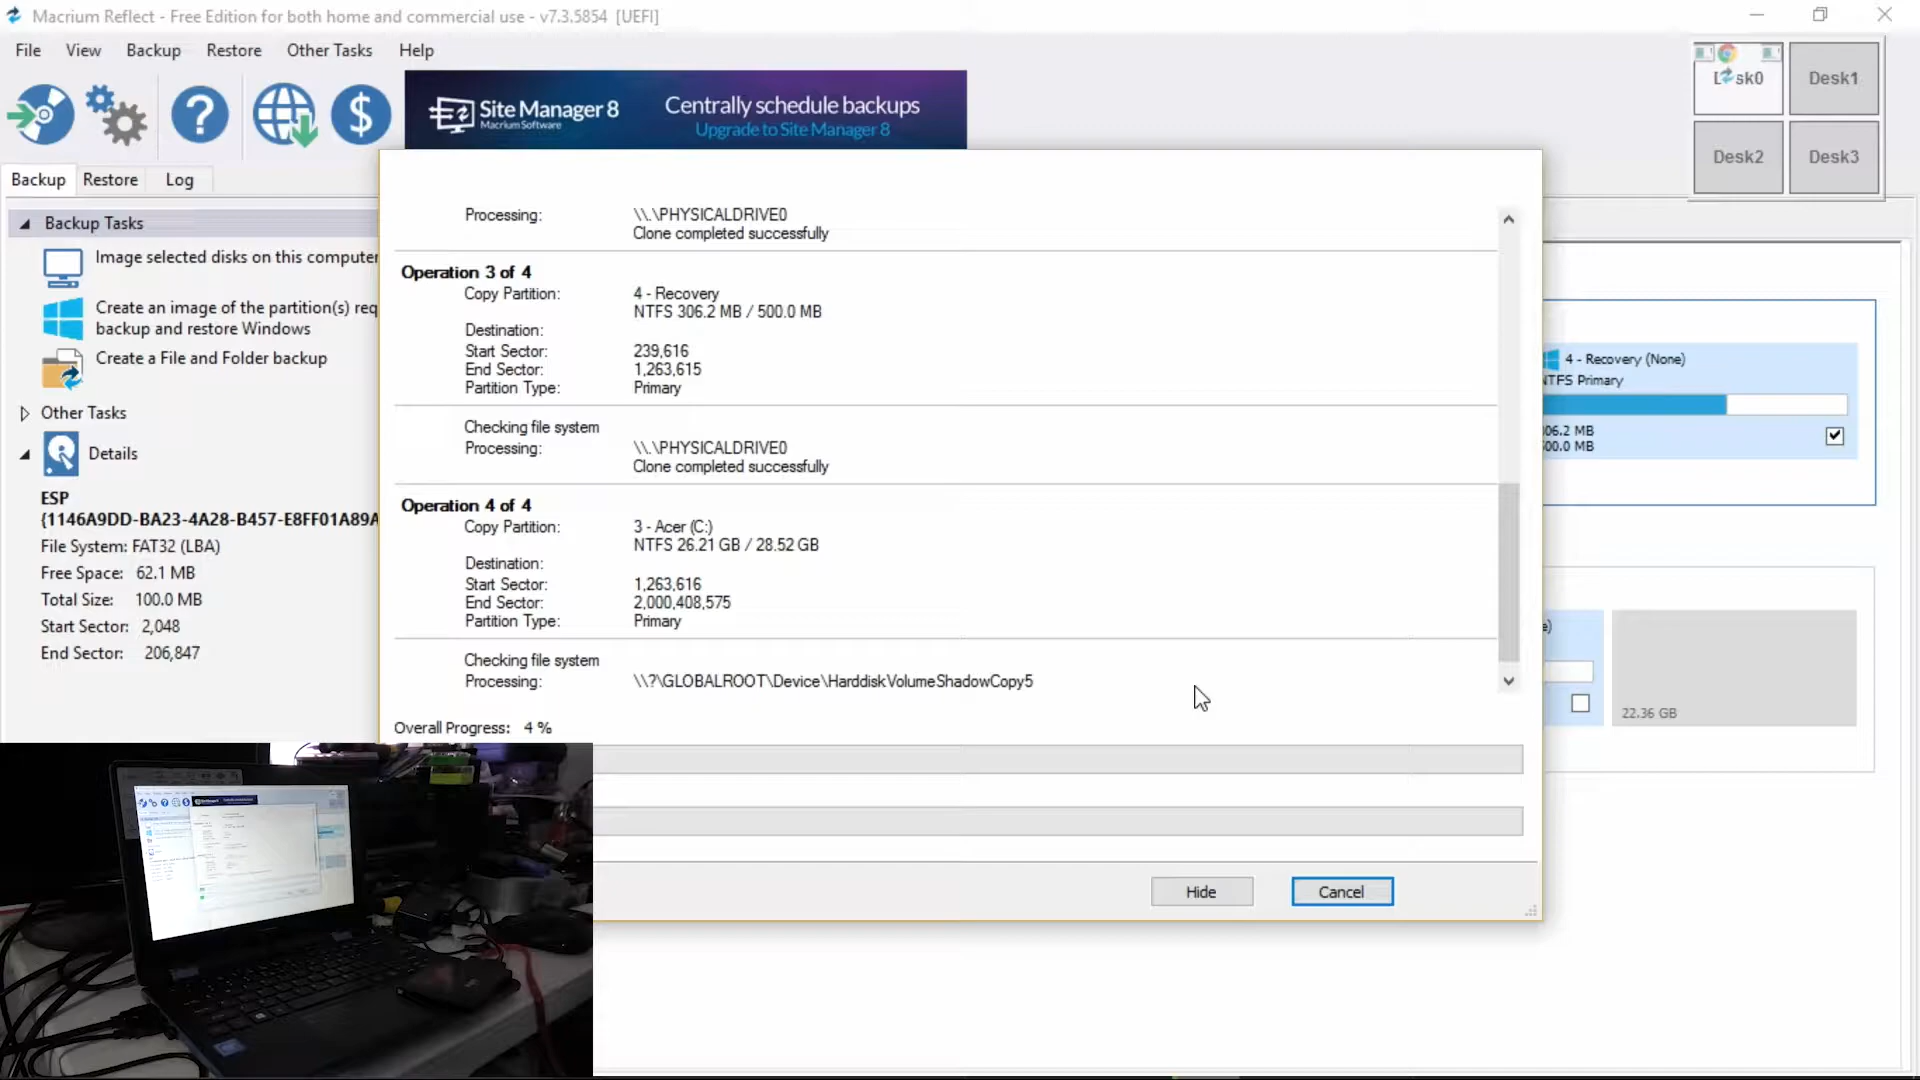 Macrium Reflect - Free Edition for both home and commercial use - v7.3.5854 [UEFI]
File View Backup Restore Other Tasks Help
Site Manager 8
Macrium Software
Centrally schedule backups
Upgrade to Site Manager 8
sk0
Desk1
Desk2
Desk3
Backup Restore Log
Backup Tasks
Image selected disks on this computer
Create an image of the partition(s) req
backup and restore Windows
Create a File and Folder backup
Other Tasks
Details
ESP
{1146A9DD-BA23-4A28-B457-E8FF01A89A
File System: FAT32 (LBA)
Free Space: 62.1 MB
Total Size: 100.0 MB
Start Sector: 2,048
End Sector: 206,847
Processing: \\.\PHYSICALDRIVE0
Clone completed successfully
Operation 3 of 4
Copy Partition: 4 - Recovery
NTFS 306.2 MB / 500.0 MB
Destination:
Start Sector: 239,616
End Sector: 1,263,615
Partition Type: Primary
Checking file system
Processing: \\.\PHYSICALDRIVE0
Clone completed successfully
Operation 4 of 4
Copy Partition: 3 - Acer (C:)
NTFS 26.21 GB / 28.52 GB
Destination:
Start Sector: 1,263,616
End Sector: 2,000,408,575
Partition Type: Primary
Checking file system
Processing: \\?\GLOBALROOT\Device\HarddiskVolumeShadowCopy5
Overall Progress: 4 %
Hide
Cancel
4 - Recovery (None)
NTFS Primary
06.2 MB
00.0 MB
e)
22.36 GB